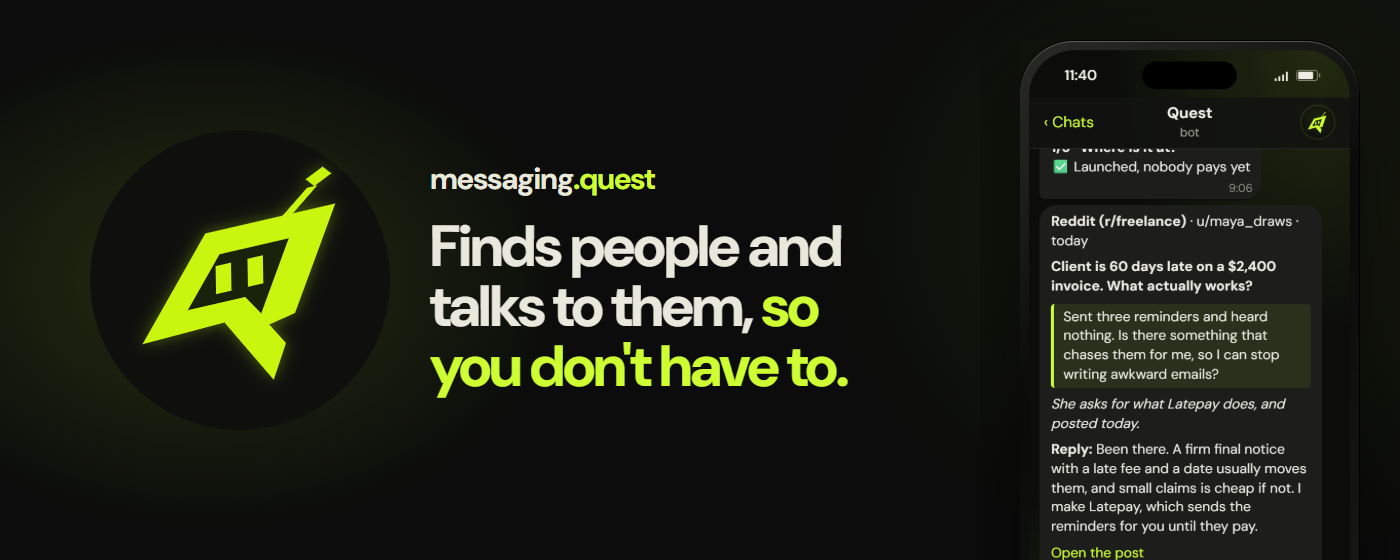 messaging.quest
Finds people and
talks to them, so
you don't have to.
11:40
‹ Chats
Quest
bot
Where is it at?
✅ Launched, nobody pays yet
9:06
Reddit (r/freelance) · u/maya_draws ·
today
Client is 60 days late on a $2,400
invoice. What actually works?
Sent three reminders and heard
nothing. Is there something that
chases them for me, so I can stop
writing awkward emails?
She asks for what Latepay does, and
posted today.
Reply: Been there. A firm final notice
with a late fee and a date usually moves
them, and small claims is cheap if not. I
make Latepay, which sends the
reminders for you until they pay.
Open the post